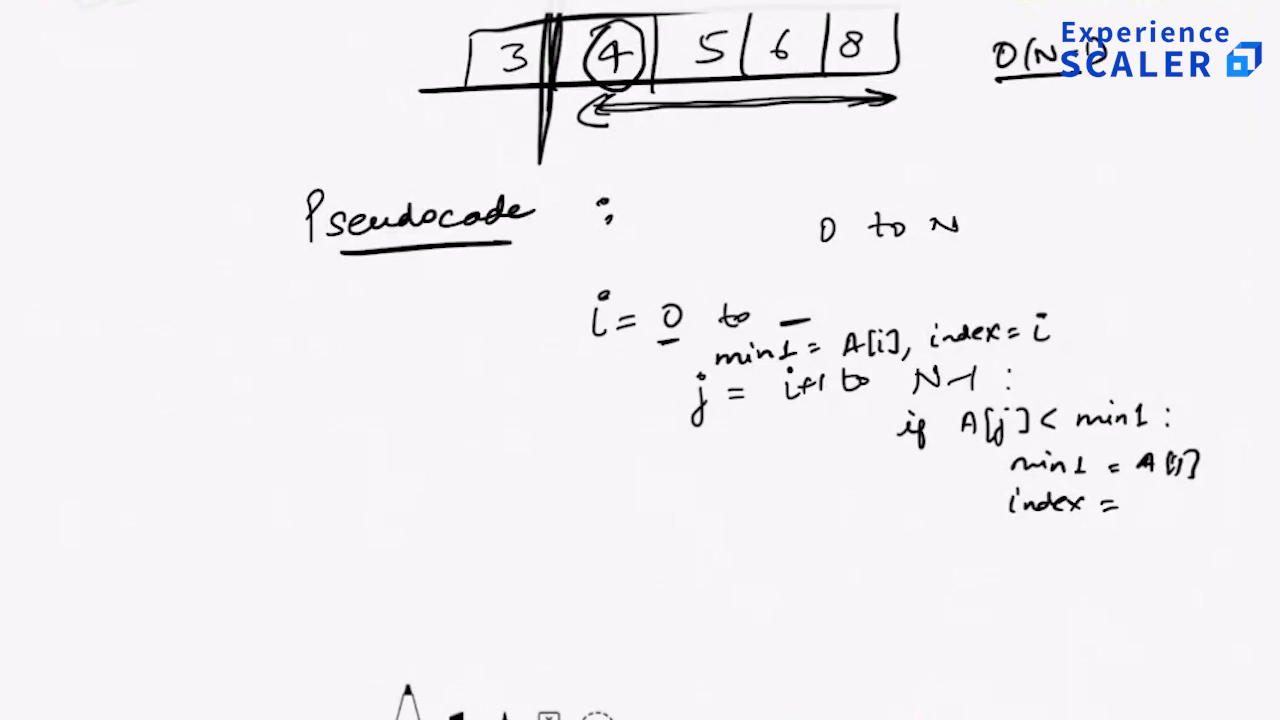 Experience
SCALER
3 4 5 6 8
O(N-1)
Pseudocode :
0 to N
i = 0 to _
min1 = A[i], index = i
j = i+1 to N-1 :
if A[j] < min1 :
min1 = A[j]
index =